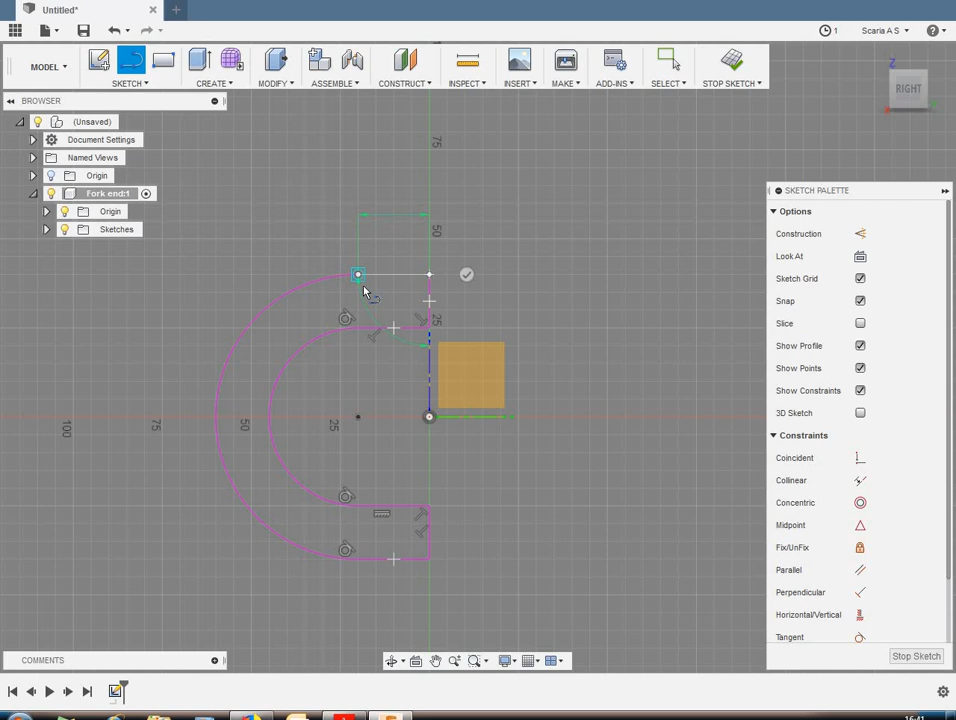 Untitled*
1
Scaria A S
MODEL
SKETCH
CREATE
MODIFY
ASSEMBLE
CONSTRUCT
INSPECT
INSERT
MAKE
ADD-INS
SELECT
STOP SKETCH
BROWSER
(Unsaved)
Document Settings
Named Views
Origin
Fork end:1
Origin
Sketches
Z
RIGHT
75
50
25
100
75
50
25
SKETCH PALETTE
Options
Construction
Look At
Sketch Grid
Snap
Slice
Show Profile
Show Points
Show Constraints
3D Sketch
Constraints
Coincident
Collinear
Concentric
Midpoint
Fix/UnFix
Parallel
Perpendicular
Horizontal/Vertical
Tangent
Stop Sketch
COMMENTS
16:41